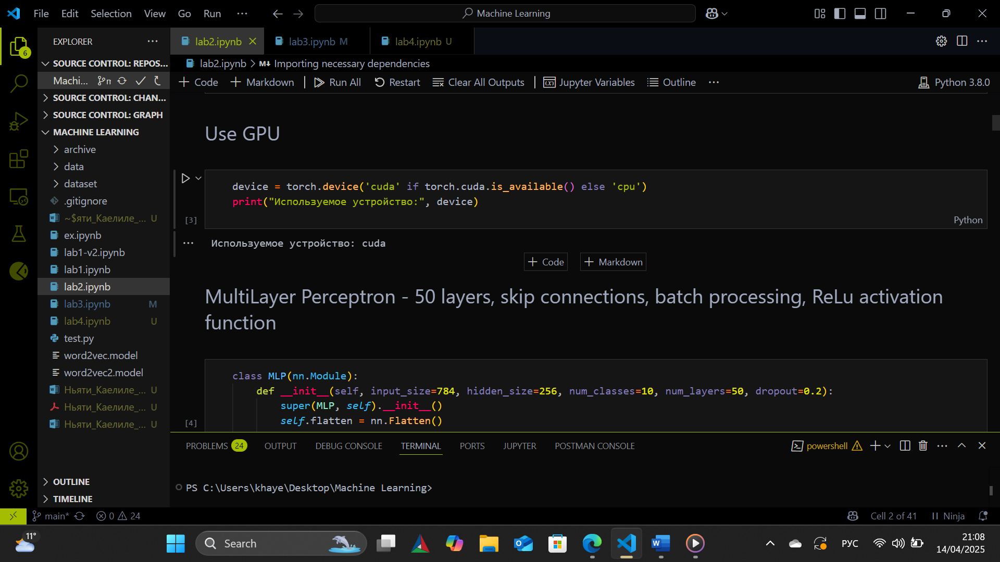 File Edit Selection View Go Run ··· Machine Learning
EXPLORER ···
SOURCE CONTROL: REPOS...
Machi...
SOURCE CONTROL: CHAN...
SOURCE CONTROL: GRAPH
MACHINE LEARNING
archive
data
dataset
.gitignore
~$яти_Каелиле_... U
ex.ipynb
lab1-v2.ipynb
lab1.ipynb
lab2.ipynb
lab3.ipynb M
lab4.ipynb U
test.py
word2vec.model
word2vec2.model
Ньяти_Каелиле_... U
Ньяти_Каелиле_... U
Ньяти_Каелиле_... U
OUTLINE
TIMELINE
6
lab2.ipynb lab3.ipynb M lab4.ipynb U
lab2.ipynb > M↓ Importing necessary dependencies
+ Code + Markdown Run All Restart Clear All Outputs Jupyter Variables Outline ··· Python 3.8.0
Use GPU
device = torch.device('cuda' if torch.cuda.is_available() else 'cpu')
print("Используемое устройство:", device)
[3] Python
Используемое устройство: cuda
+ Code + Markdown
MultiLayer Perceptron - 50 layers, skip connections, batch processing, ReLu activation
function
class MLP(nn.Module):
def __init__(self, input_size=784, hidden_size=256, num_classes=10, num_layers=50, dropout=0.2):
super(MLP, self).__init__()
self.flatten = nn.Flatten()
[4]
PROBLEMS 24 OUTPUT DEBUG CONSOLE TERMINAL PORTS JUPYTER POSTMAN CONSOLE powershell
PS C:\Users\khaye\Desktop\Machine Learning>
main* 0 24 Cell 2 of 41 Ninja
11° Search РУС 21:08
14/04/2025